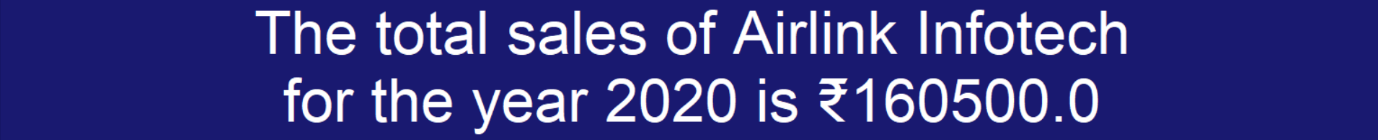 The total sales of Airlink Infotech
for the year 2020 is ₹160500.0